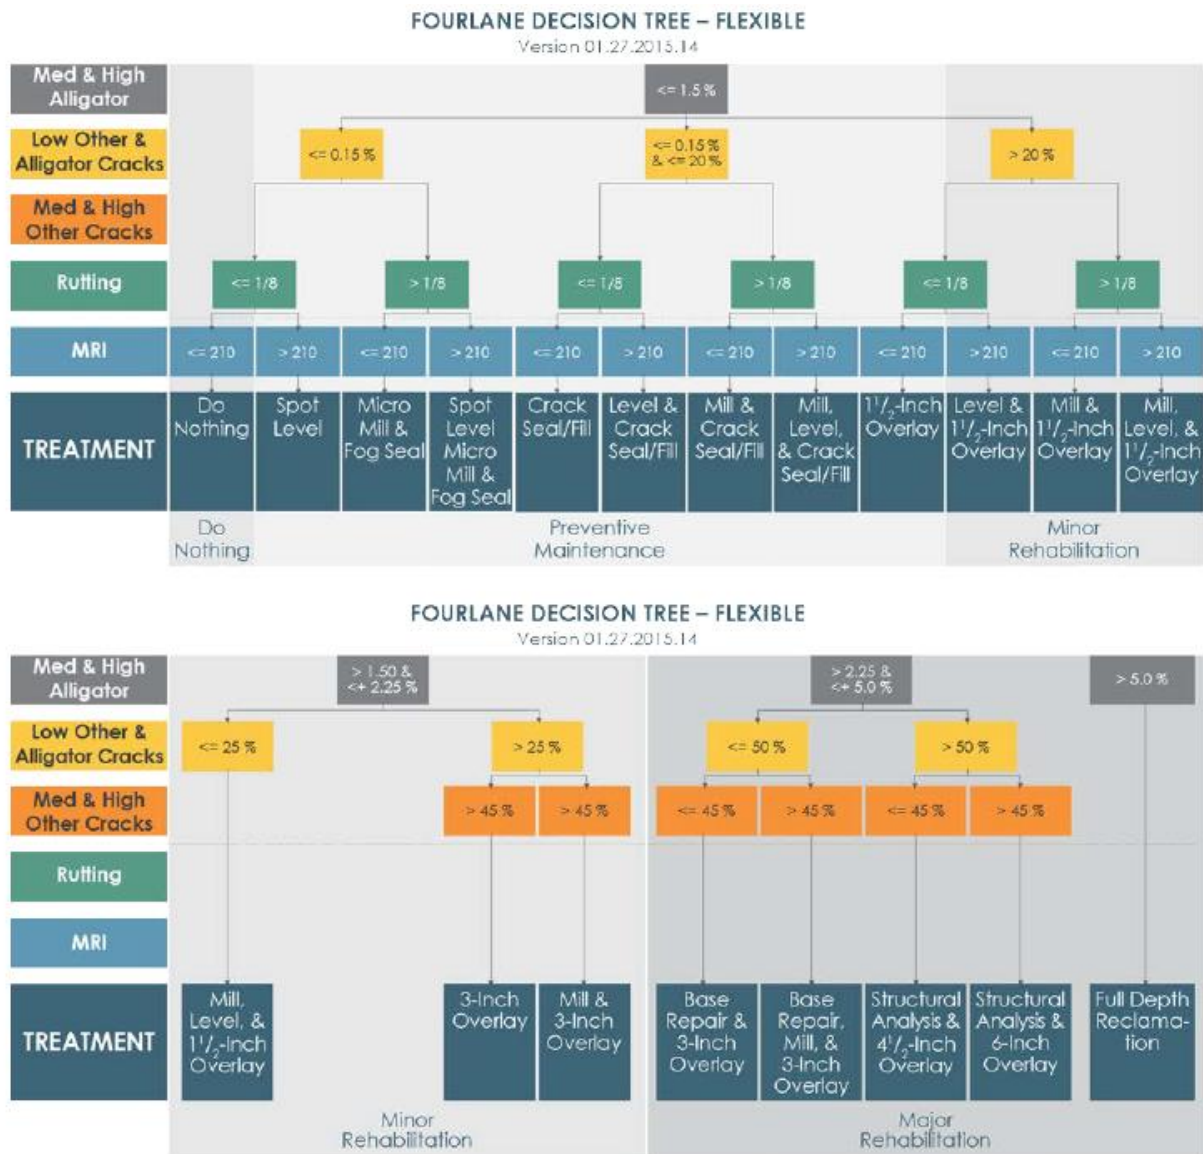 FOURLANE DECISION TREE – FLEXIBLE
Version 01.27.2015.14
Med & High
Alligator
<= 1.5 %
Low Other &
Alligator Cracks
<= 0.15 %
<= 0.15 %
& <= 20 %
> 20 %
Med & High
Other Cracks
Rutting
<= 1/8
> 1/8
<= 1/8
> 1/8
<= 1/8
> 1/8
MRI
<= 210
> 210
<= 210
> 210
<= 210
> 210
<= 210
> 210
<= 210
> 210
<= 210
> 210
TREATMENT
Do
Nothing
Spot
Level
Micro
Mill &
Fog Seal
Spot
Level
Micro
Mill &
Fog Seal
Crack
Seal/Fill
Level &
Crack
Seal/Fill
Mill &
Crack
Seal/Fill
Mill,
Level,
& Crack
Seal/Fill
1 1/2-Inch
Overlay
Level &
1 1/2-Inch
Overlay
Mill &
1 1/2-Inch
Overlay
Mill,
Level, &
1 1/2-Inch
Overlay
Do
Nothing
Preventive
Maintenance
Minor
Rehabilitation
FOURLANE DECISION TREE – FLEXIBLE
Version 01.27.2015.14
Med & High
Alligator
> 1.50 &
<+ 2.25 %
> 2.25 &
<+ 5.0 %
> 5.0 %
Low Other &
Alligator Cracks
<= 25 %
> 25 %
<= 50 %
> 50 %
Med & High
Other Cracks
> 45 %
> 45 %
<= 45 %
> 45 %
<= 45 %
> 45 %
Rutting
MRI
TREATMENT
Mill,
Level, &
1 1/2-Inch
Overlay
3-Inch
Overlay
Mill &
3-Inch
Overlay
Base
Repair &
3-Inch
Overlay
Base
Repair,
Mill, &
3-Inch
Overlay
Structural
Analysis &
4 1/2-Inch
Overlay
Structural
Analysis &
6-Inch
Overlay
Full Depth
Reclama-
tion
Minor
Rehabilitation
Major
Rehabilitation